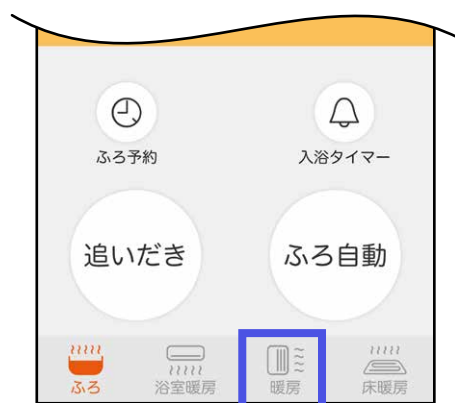 ふろ予約
入浴タイマー
追いだき
ふろ自動
ふろ
浴室暖房
暖房
床暖房